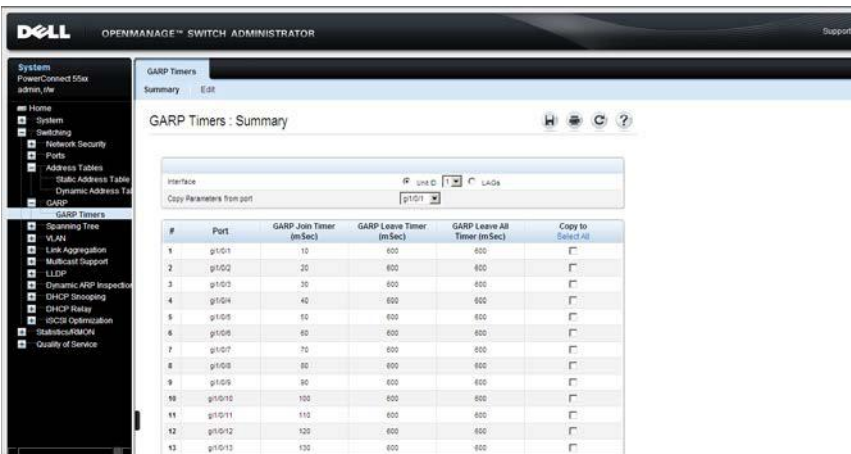 DELL
OPENMANAGE™ SWITCH ADMINISTRATOR
Support
System
PowerConnect 55xx
admin, r/w
Home
System
Switching
Network Security
Ports
Address Tables
Static Address Table
Dynamic Address Tal
GARP
GARP Timers
Spanning Tree
VLAN
Link Aggregation
Multicast Support
LLDP
Dynamic ARP Inspection
DHCP Snooping
DHCP Relay
iSCSI Optimization
Statistics/RMON
Quality of Service
GARP Timers
Summary Edit
GARP Timers : Summary
Interface Unit ID 1 LAGs
Copy Parameters from port gi1/0/1
# Port GARP Join Timer (mSec) GARP Leave Timer (mSec) GARP Leave All Timer (mSec) Copy to Select All
1 gi1/0/1 10 600 600
2 gi1/0/2 20 600 600
3 gi1/0/3 30 600 600
4 gi1/0/4 40 600 600
5 gi1/0/5 50 600 600
6 gi1/0/6 60 600 600
7 gi1/0/7 70 600 600
8 gi1/0/8 80 600 600
9 gi1/0/9 90 600 600
10 gi1/0/10 100 600 600
11 gi1/0/11 110 600 600
12 gi1/0/12 120 600 600
13 gi1/0/13 130 600 600